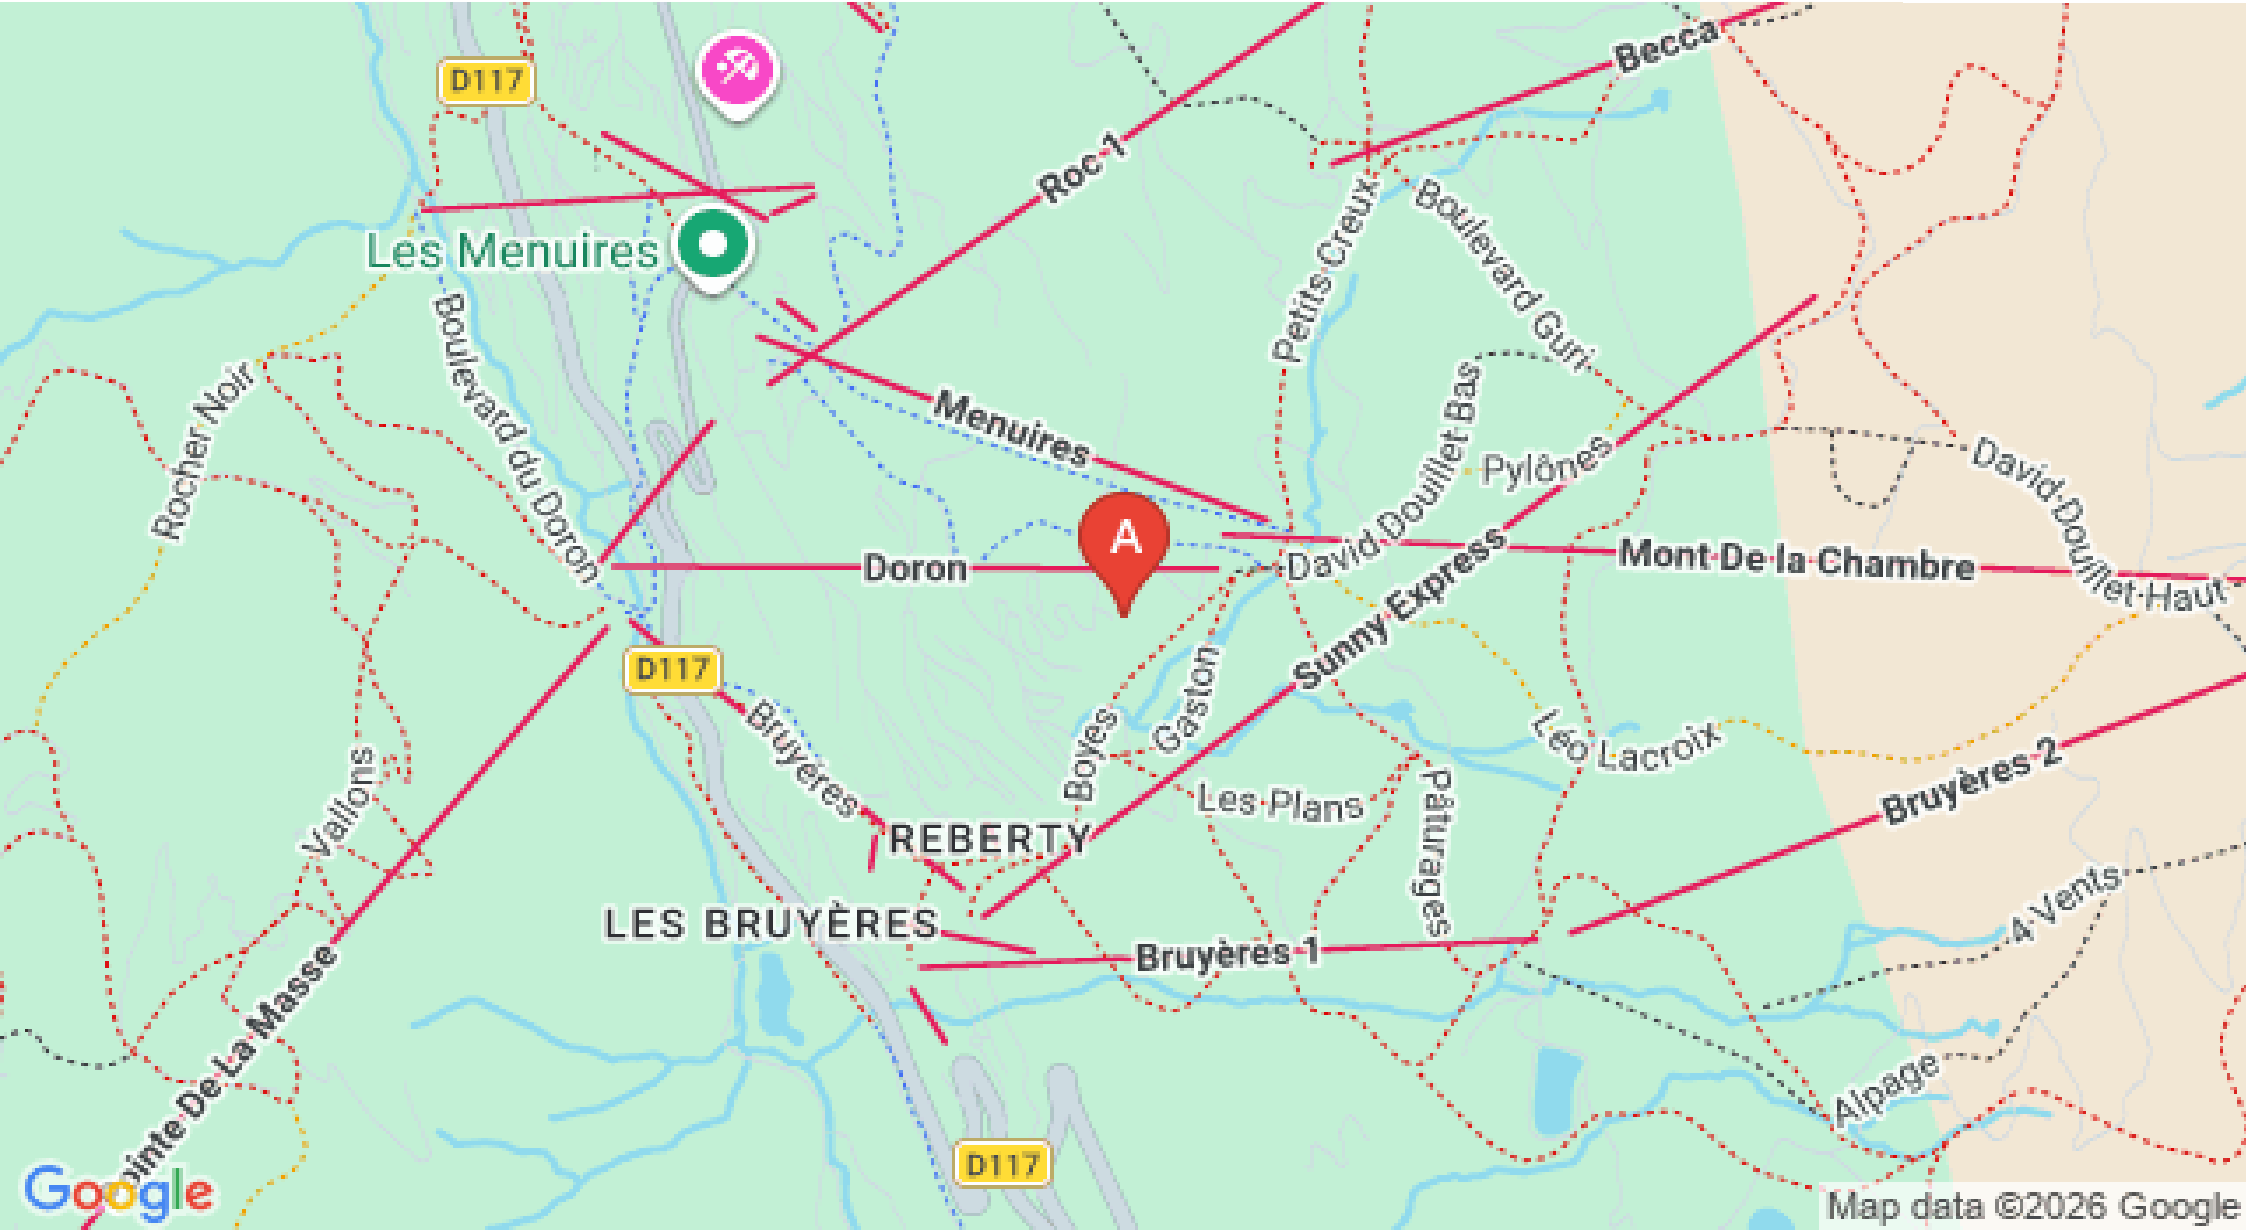 D117
Becca
Roc 1
Les Menuires
Petits Creux
Boulevard Guri
Boulevard du Doron
Rocher Noir
Menuires
David Douillet Bas
Pylônes
David Douillet Haut
A
Doron
David Douillet Bas
Mont De la Chambre
Sunny Express
D117
Gaston
Bruyères
Boyes
Léo Lacroix
Bruyères 2
Vallons
Les Plans
Pâturages
REBERTY
4 Vents
LES BRUYÈRES
Bruyères 1
Pointe De La Masse
Alpage
D117
Google
Map data ©2026 Google